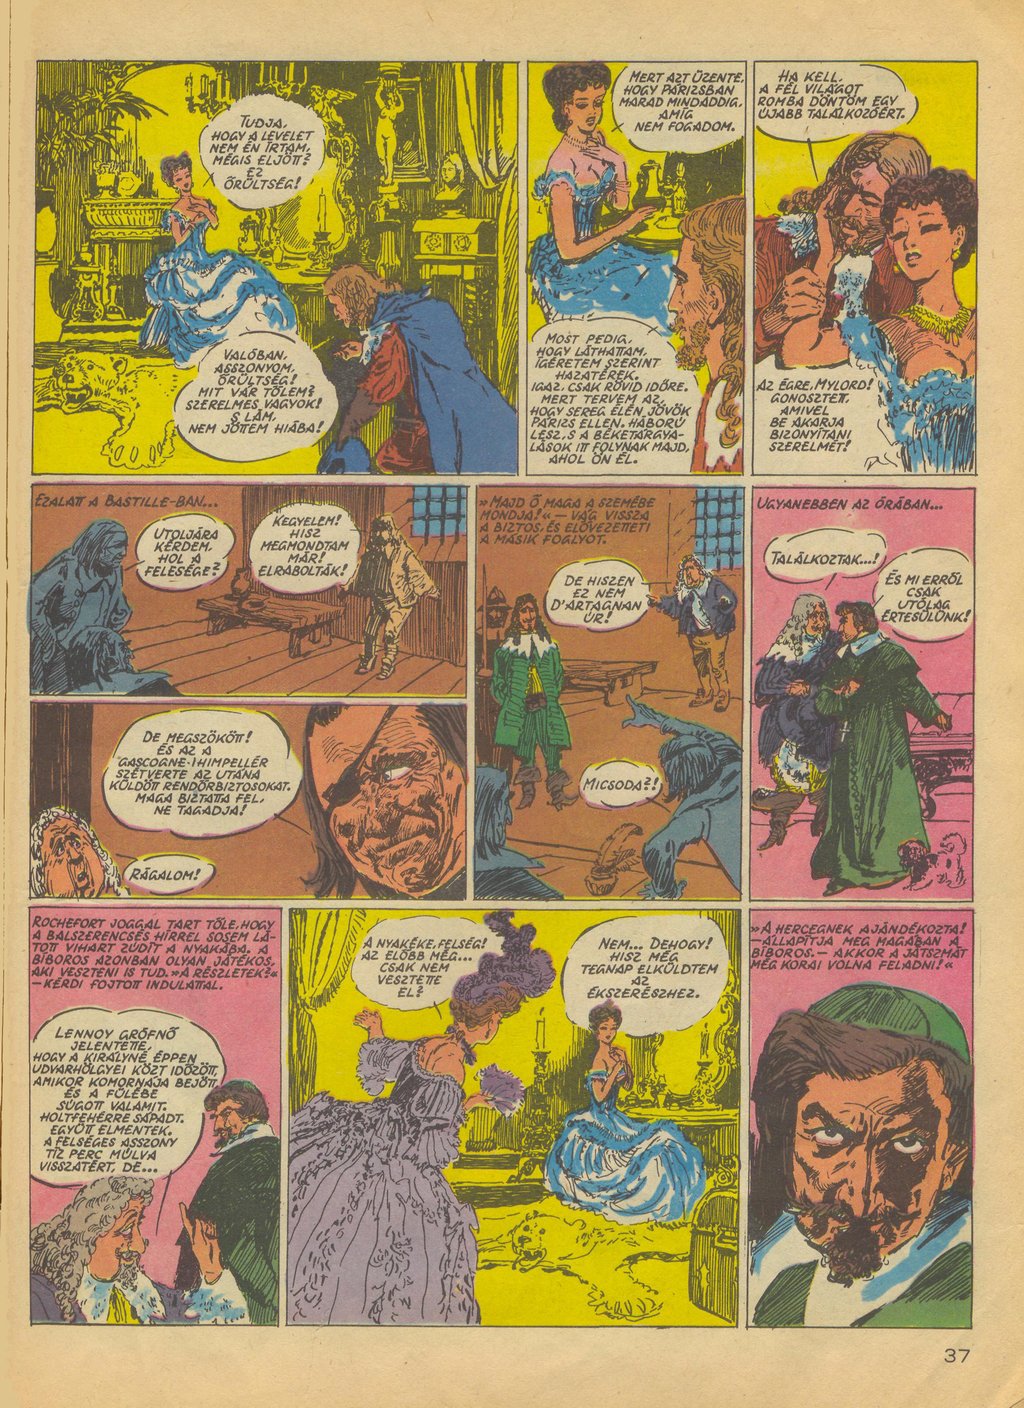 TUDJA,
HOGY A LEVELET
NEM ÉN ÍRTAM,
MÉGIS ELJÖTT?
EZ
ŐRÜLTSÉG!
VALÓBAN,
ASSZONYOM,
ŐRÜLTSÉG!
MIT VÁR TŐLEM?
SZERELMES VAGYOK!
S LÁM,
NEM JÖTTEM HIÁBA!
MERT AZT ÜZENTE,
HOGY PÁRIZSBAN
MARAD MINDADDIG,
AMÍG
NEM FOGADOM.
MOST PEDIG,
HOGY LÁTHATTAM,
ÍGÉRETEM SZERINT
HAZATÉREK.
IGAZ, CSAK RÖVID IDŐRE.
MERT TERVEM AZ,
HOGY SEREG ÉLÉN JÖVÖK
PÁRIZS ELLEN. HÁBORÚ
LESZ, S A BÉKETÁRGYA-
LÁSOK ITT FOLYNAK MAJD,
AHOL ÖN ÉL.
HA KELL,
A FÉL VILÁGOT
ROMBA DÖNTÖM EGY
ÚJABB TALÁLKOZÓÉRT.
AZ ÉGRE, MYLORD!
GONOSZTETT,
AMIVEL
BE AKARJA
BIZONYÍTANI
SZERELMÉT!
EZALATT A BASTILLE-BAN...
UTOLJÁRA
KÉRDEM,
HOL A
FELESÉGE?
KEGYELEM!
HISZ
MEGMONDTAM
MÁR!
ELRABOLTÁK!
DE MEGSZÖKÖTT!
ÉS AZ A
GASCOGNE-I HIMPELLÉR
SZÉTVERTE AZ UTÁNA
KÜLDÖTT RENDŐRBIZTOSOKAT.
MAGA BIZTATTA FEL,
NE TAGADJA!
RÁGALOM!
»MAJD Ő MAGA A SZEMÉBE
MONDJA!« – VÁG VISSZA
A BIZTOS, ÉS ELŐVEZETTETI
A MÁSIK FOGLYOT.
DE HISZEN
EZ NEM
D'ARTAGNAN
ÚR!
MICSODA?!
UGYANEBBEN AZ ÓRÁBAN...
TALÁLKOZTAK...!
ÉS MI ERRŐL
CSAK
UTÓLAG
ÉRTESÜLÜNK!
ROCHEFORT JOGGAL TART TŐLE, HOGY
A BALSZERENCSÉS HÍRREL SOSEM LÁ-
TOTT VIHART ZÚDÍT A NYAKÁBA. A
BÍBOROS AZONBAN OLYAN JÁTÉKOS,
AKI VESZTENI IS TUD. »A RÉSZLETEK?«
– KÉRDI FOJTOTT INDULATTAL.
LENNOY GRÓFNŐ
JELENTETTE,
HOGY A KIRÁLYNÉ ÉPPEN
UDVARHÖLGYEI KÖZT IDŐZÖTT,
AMIKOR KOMORNÁJA BEJÖTT,
ÉS A FÜLÉBE
SÚGOTT VALAMIT.
HOLTFEHÉRRE SÁPADT.
EGYÜTT ELMENTEK,
A FELSÉGES ASSZONY
TÍZ PERC MÚLVA
VISSZATÉRT, DE...
A NYAKÉKE, FELSÉG!
AZ ELŐBB MÉG...
CSAK NEM
VESZTETTE
EL?
NEM... DEHOGY!
HISZ MÉG
TEGNAP ELKÜLDTEM
AZ
ÉKSZERÉSZHEZ.
»A HERCEGNEK AJÁNDÉKOZTA!
– ÁLLAPÍTJA MEG MAGÁBAN A
BÍBOROS. – AKKOR A JÁTSZMÁT
MÉG KORAI VOLNA FELADNI!«
37